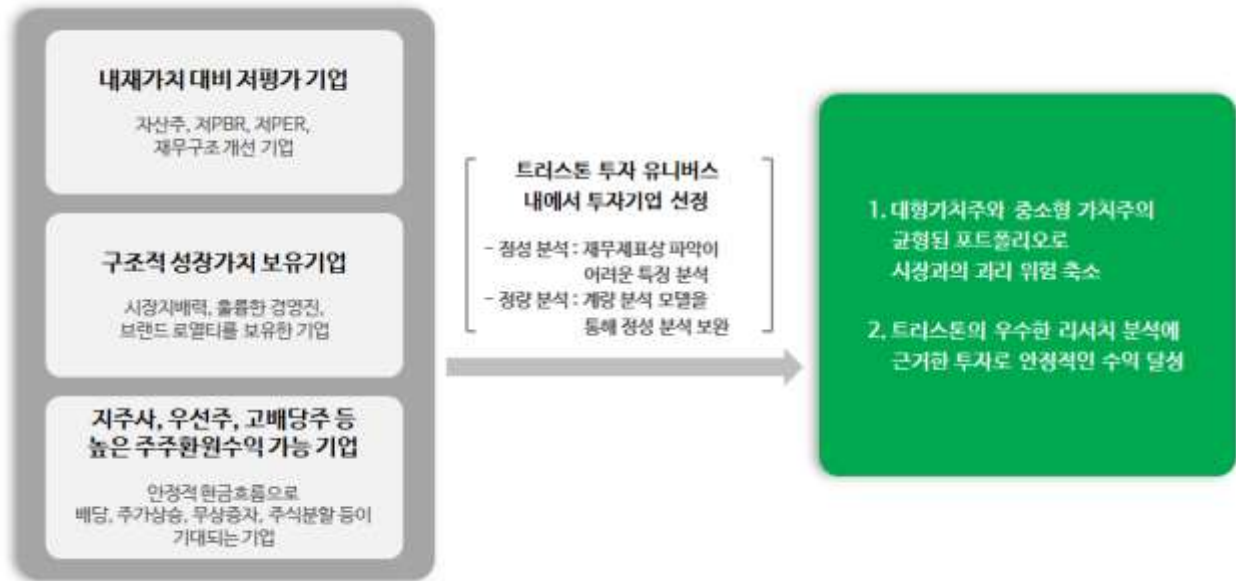 내재가치 대비 저평가 기업
자산주, 저PBR, 저PER,
재무구조 개선 기업
구조적 성장가치 보유기업
시장지배력, 훌륭한 경영진,
브랜드 로열티를 보유한 기업
지주사, 우선주, 고배당주 등
높은 주주환원수익 가능 기업
안정적 현금흐름으로
배당, 주가상승, 무상증자, 주식분할 등이
기대되는 기업
트러스톤 투자 유니버스
내에서 투자기업 선정
- 정성 분석 : 재무제표상 파악이
어려운 특징 분석
- 정량 분석 : 계량 분석 모델을
통해 정성 분석 보완
1. 대형가치주와 중소형 가치주의
균형된 포트폴리오로
시장과의 괴리 위험 축소
2. 트러스톤의 우수한 리서치 분석에
근거한 투자로 안정적인 수익 달성